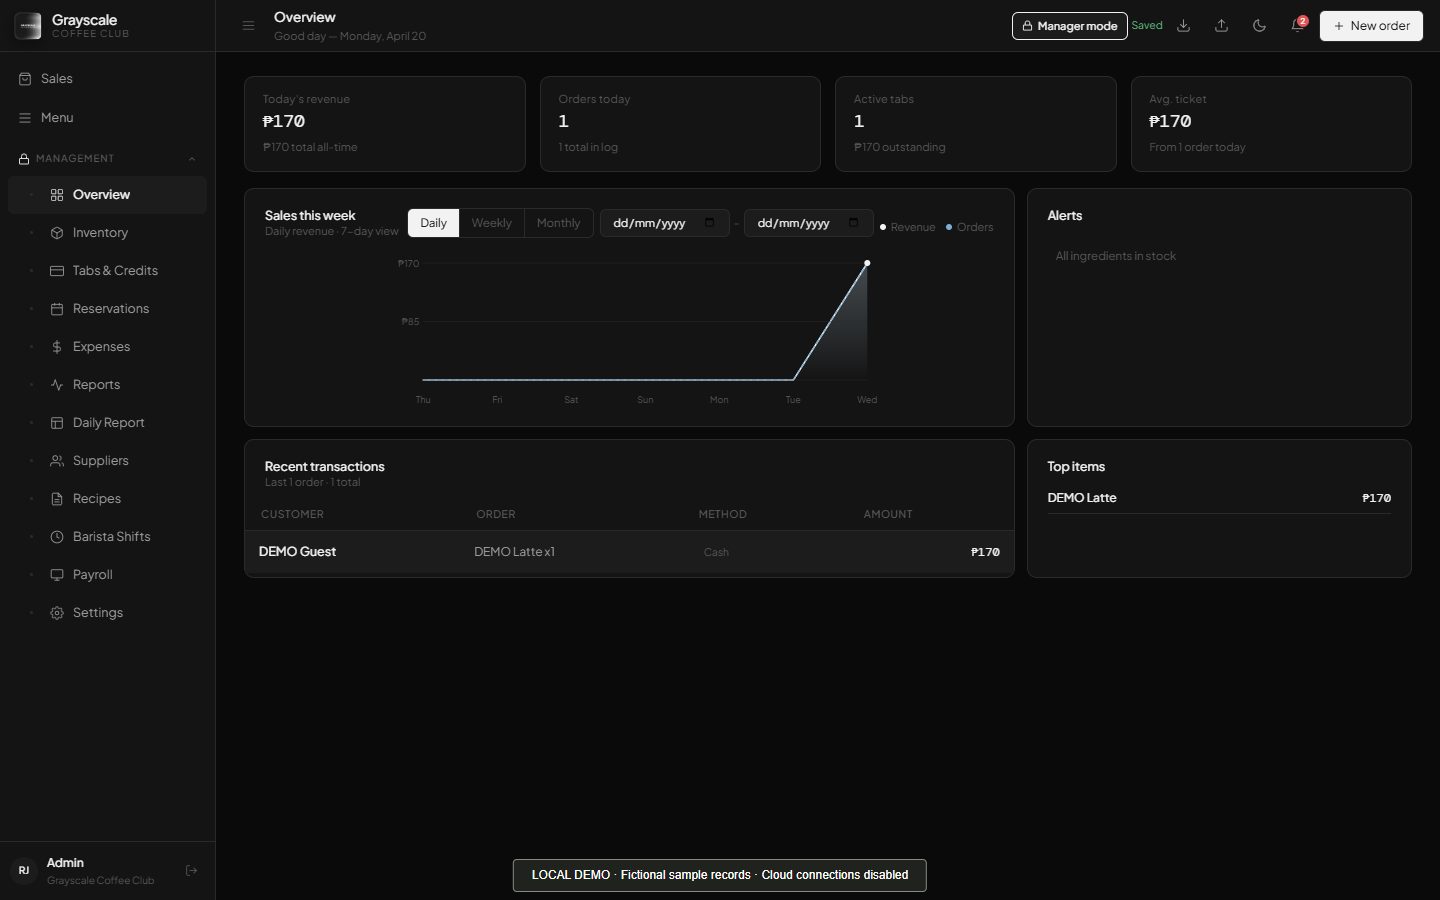 Grayscale
COFFEE CLUB
Sales
Menu
MANAGEMENT
Overview
Inventory
Tabs & Credits
Reservations
Expenses
Reports
Daily Report
Suppliers
Recipes
Barista Shifts
Payroll
Settings
RJ
Admin
Grayscale Coffee Club
Overview
Good day — Monday, April 20
Manager mode
Saved
2
+ New order
Today's revenue
₱170
₱170 total all-time
Orders today
1
1 total in log
Active tabs
1
₱170 outstanding
Avg. ticket
₱170
From 1 order today
Sales this week
Daily revenue · 7-day view
Daily
Weekly
Monthly
dd/mm/yyyy
–
dd/mm/yyyy
Revenue
Orders
₱170
₱85
Thu
Fri
Sat
Sun
Mon
Tue
Wed
Alerts
All ingredients in stock
Recent transactions
Last 1 order · 1 total
CUSTOMER ORDER METHOD AMOUNT
DEMO Guest DEMO Latte x1 Cash ₱170
Top items
DEMO Latte ₱170
LOCAL DEMO · Fictional sample records · Cloud connections disabled